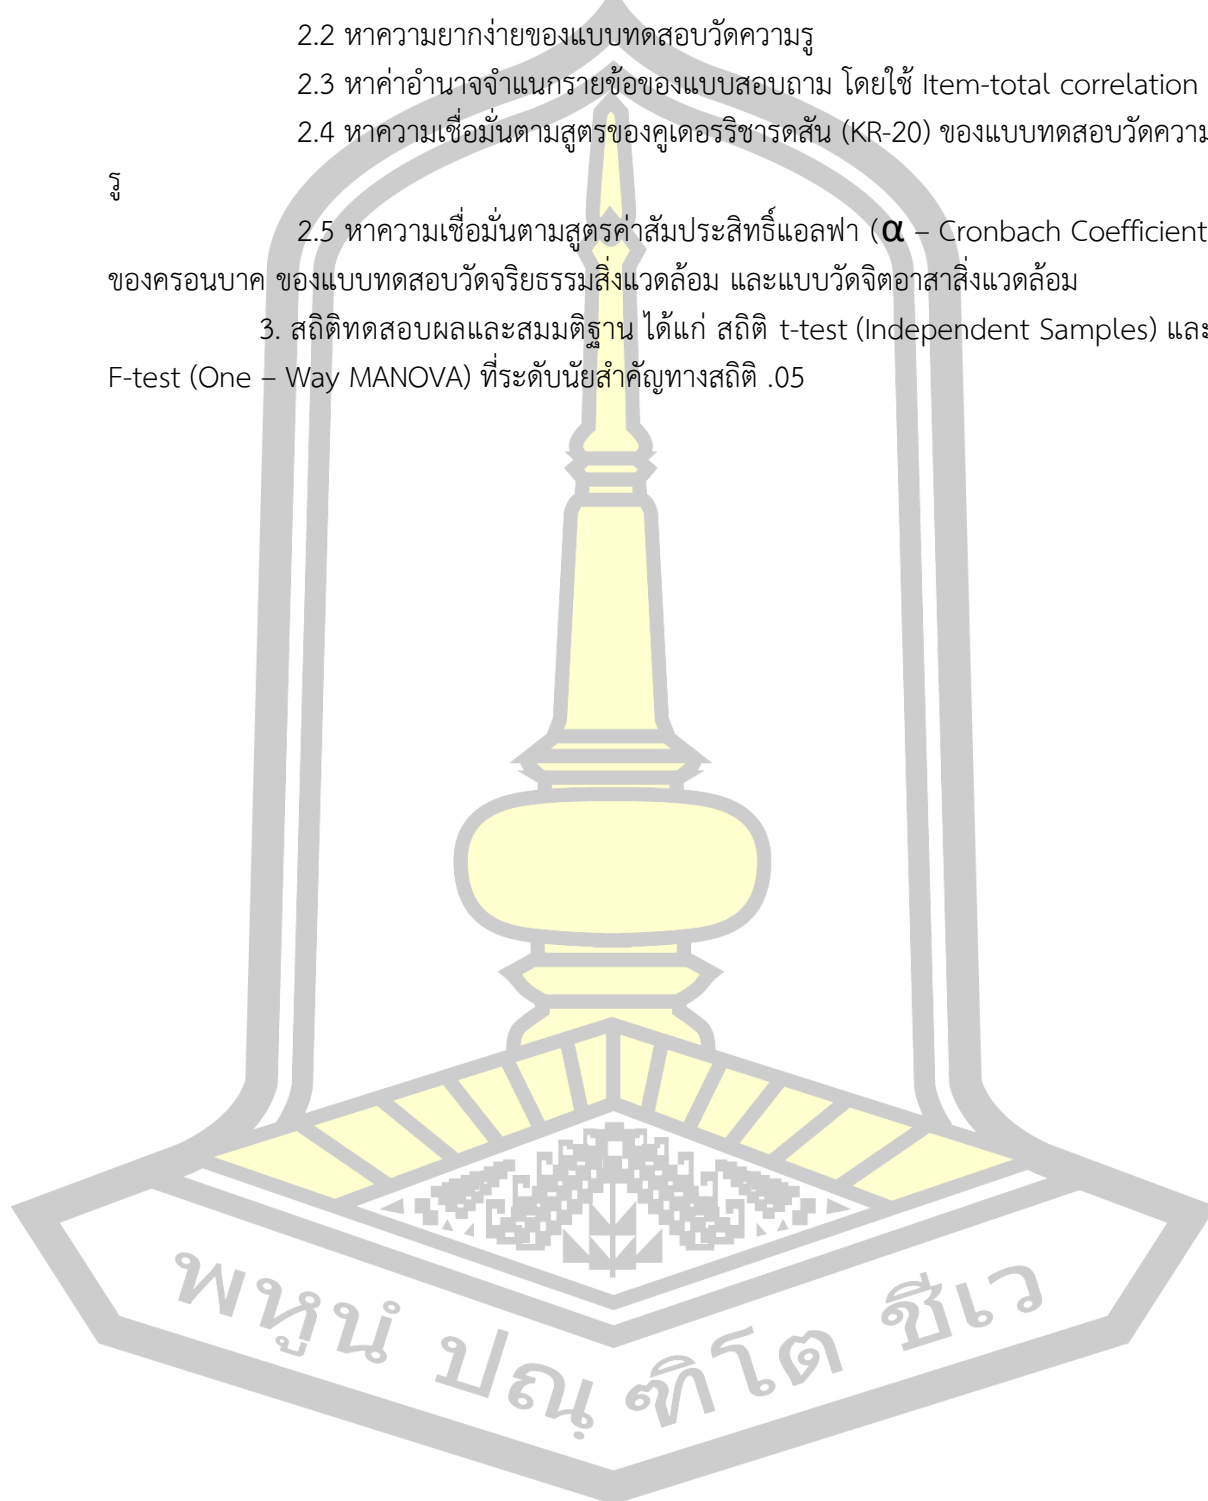 2.2 หาความยากง่ายของแบบทดสอบวัดความรู
2.3 หาค่าอำนาจจำแนกรายข้อของแบบสอบถาม โดยใช้ Item-total correlation
2.4 หาความเชื่อมั่นตามสูตรของคูเดอรริชารดสัน (KR-20) ของแบบทดสอบวัดความ
รู
2.5 หาความเชื่อมั่นตามสูตรค่าสัมประสิทธิ์แอลฟา (α – Cronbach Coefficient
ของครอนบาค ของแบบทดสอบวัดจริยธรรมสิ่งแวดล้อม และแบบวัดจิตอาสาสิ่งแวดล้อม
3. สถิติทดสอบผลและสมมติฐาน ได้แก่ สถิติ t-test (Independent Samples) และ
F-test (One – Way MANOVA) ที่ระดับนัยสำคัญทางสถิติ .05
พหูนํ ปณฺฑิโต ชีเว